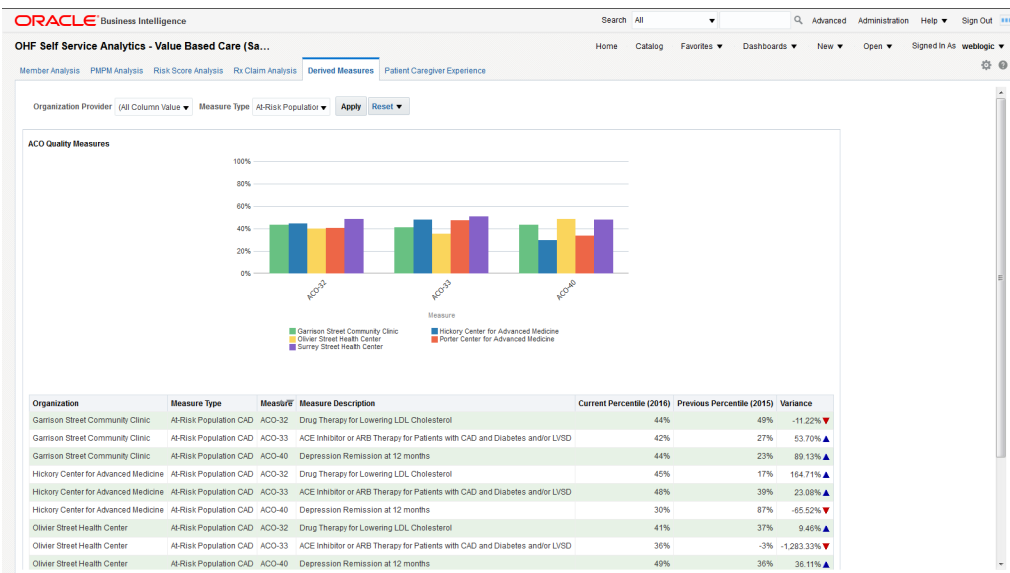 ORACLE Business Intelligence
Search All Advanced Administration Help Sign Out
OHF Self Service Analytics - Value Based Care (Sa...
Home Catalog Favorites Dashboards New Open Signed In As weblogic
Member Analysis PMPM Analysis Risk Score Analysis Rx Claim Analysis Derived Measures Patient Caregiver Experience
Organization Provider (All Column Value Measure Type At-Risk Population Apply Reset
ACO Quality Measures
100%
80%
60%
40%
20%
0%
ACO-32 ACO-33 ACO-40
Measure
Garrison Street Community Clinic Hickory Center for Advanced Medicine
Olivier Street Health Center Porter Center for Advanced Medicine
Surrey Street Health Center
Organization Measure Type Measure Measure Description Current Percentile (2016) Previous Percentile (2015) Variance
Garrison Street Community Clinic At-Risk Population CAD ACO-32 Drug Therapy for Lowering LDL Cholesterol 44% 49% -11.22%
Garrison Street Community Clinic At-Risk Population CAD ACO-33 ACE Inhibitor or ARB Therapy for Patients with CAD and Diabetes and/or LVSD 42% 27% 53.70%
Garrison Street Community Clinic At-Risk Population CAD ACO-40 Depression Remission at 12 months 44% 23% 89.13%
Hickory Center for Advanced Medicine At-Risk Population CAD ACO-32 Drug Therapy for Lowering LDL Cholesterol 45% 17% 164.71%
Hickory Center for Advanced Medicine At-Risk Population CAD ACO-33 ACE Inhibitor or ARB Therapy for Patients with CAD and Diabetes and/or LVSD 48% 39% 23.08%
Hickory Center for Advanced Medicine At-Risk Population CAD ACO-40 Depression Remission at 12 months 30% 87% -65.52%
Olivier Street Health Center At-Risk Population CAD ACO-32 Drug Therapy for Lowering LDL Cholesterol 41% 37% 9.46%
Olivier Street Health Center At-Risk Population CAD ACO-33 ACE Inhibitor or ARB Therapy for Patients with CAD and Diabetes and/or LVSD 36% -3% -1,283.33%
Olivier Street Health Center At-Risk Population CAD ACO-40 Depression Remission at 12 months 49% 36% 36.11%